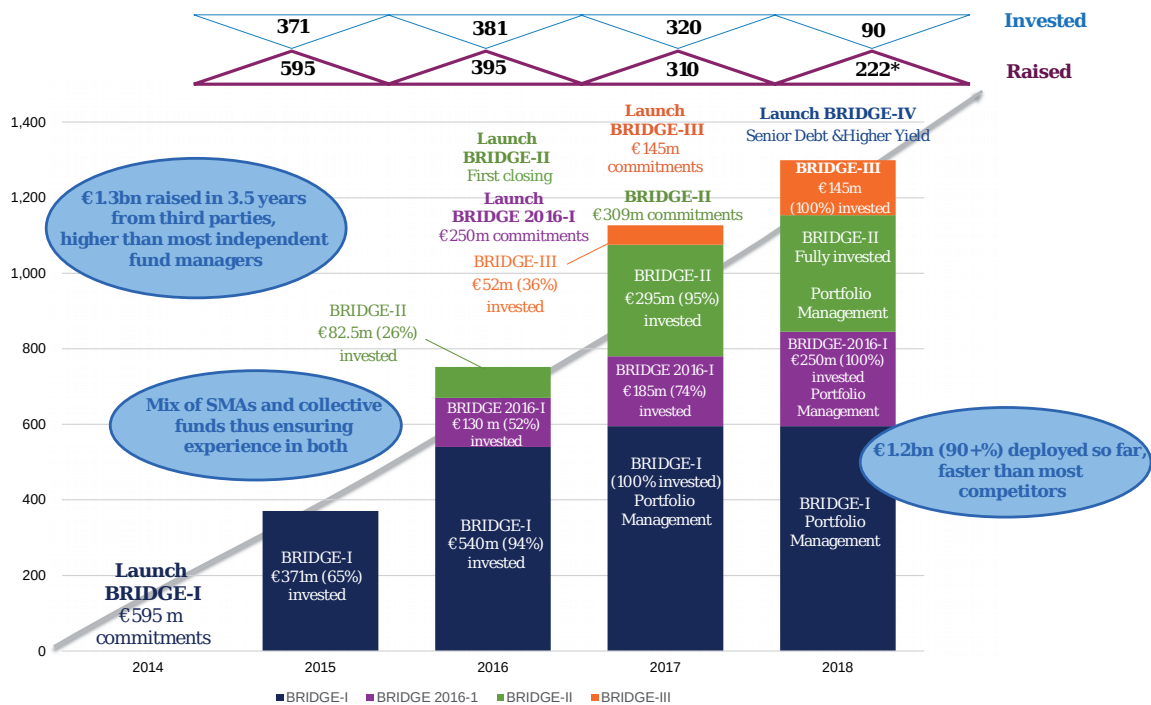 371
381
320
90
Invested
595
395
310
222*
Raised
1,400
1,200
1,000
800
600
400
200
0
€1.3bn raised in 3.5 years
from third parties,
higher than most independent
fund managers
Mix of SMAs and collective
funds thus ensuring
experience in both
€1.2bn (90+%) deployed so far,
faster than most
competitors
Launch
BRIDGE-I
€595 m
commitments
BRIDGE-I
€371m (65%)
invested
BRIDGE-II
€82.5m (26%)
invested
Launch
BRIDGE-II
First closing
Launch
BRIDGE 2016-I
€250m commitments
BRIDGE-III
€52m (36%)
invested
BRIDGE 2016-I
€130 m (52%)
invested
BRIDGE-I
€540m (94%)
invested
Launch
BRIDGE-III
€145m
commitments
BRIDGE-II
€309m commitments
BRIDGE-II
€295m (95%)
invested
BRIDGE 2016-I
€185m (74%)
invested
BRIDGE-I
(100% invested)
Portfolio
Management
Launch BRIDGE-IV
Senior Debt &Higher Yield
BRIDGE-III
€145m
(100%) invested
BRIDGE-II
Fully invested
Portfolio
Management
BRIDGE-2016-I
€250m (100%)
invested
Portfolio
Management
BRIDGE-I
Portfolio
Management
2014
2015
2016
2017
2018
BRIDGE-I
BRIDGE 2016-1
BRIDGE-II
BRIDGE-III